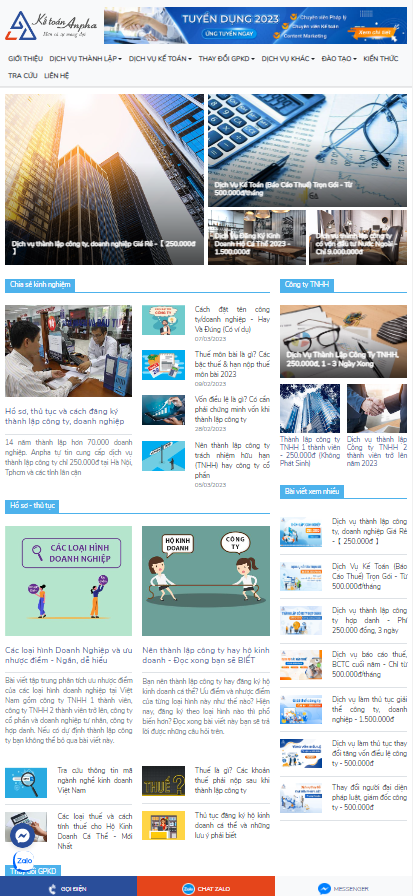 Kế toán Anpha
TUYỂN DỤNG 2023
ỨNG TUYỂN NGAY
Chuyên viên Pháp lý
Chuyên viên Kế toán
Content Marketing
Xem chi tiết
GIỚI THIỆU DỊCH VỤ THÀNH LẬP DỊCH VỤ KẾ TOÁN THAY ĐỔI GPKD DỊCH VỤ KHÁC ĐÀO TẠO KIẾN THỨC
TRA CỨU LIÊN HỆ
Dịch vụ thành lập công ty, doanh nghiệp Giá Rẻ - 【 250.000đ
】
Dịch Vụ Kế Toán (Báo Cáo Thuế) Trọn Gói - Từ
500.000đ/tháng
Dịch Vụ Đăng Ký Kinh
Doanh Hộ Cá Thể 2023 -
1.500.000đ
Dịch vụ thành lập công ty
có vốn đầu tư Nước Ngoài -
Chỉ 9.000.000đ
Chia sẻ kinh nghiệm
Hồ sơ, thủ tục và cách đăng ký
thành lập công ty, doanh nghiệp
14 năm thành lập hơn 70.000 doanh
nghiệp. Anpha tự tin cung cấp dịch vụ
thành lập công ty chỉ 250.000đ tại Hà Nội,
Tphcm và các tỉnh lân cận
Cách đặt tên công
ty/doanh nghiệp - Hay
Và Đúng (Có ví dụ)
07/03/2023
Thuế môn bài là gì? Các
bậc thuế & hạn nộp thuế
môn bài 2023
09/02/2023
Vốn điều lệ là gì? Có cần
phải chứng minh vốn khi
thành lập công ty
Nên thành lập công ty
trách nhiệm hữu hạn
(TNHH) hay công ty cổ
phần
28/03/2023
Công ty TNHH
Dịch Vụ Thành Lập Công Ty TNHH,
250.000đ, 1 - 3 Ngày Xong
Thành lập công ty
TNHH 1 thành viên
- 250.000đ (Không
Phát Sinh)
Dịch vụ thành lập
Công ty TNHH 2
thành viên trở lên
năm 2023
Bài viết xem nhiều
Dịch vụ thành lập công
ty, doanh nghiệp Giá Rẻ
-【 250.000đ 】
Dịch Vụ Kế Toán (Báo
Cáo Thuế) Trọn Gói - Từ
500.000đ/tháng
Dịch vụ thành lập công
ty hợp danh - Phí
250.000 đồng, 3 ngày
Dịch vụ báo cáo thuế,
BCTC cuối năm - Chỉ từ
500.000đ/tháng
Dịch vụ làm thủ tục giải
thể công ty, doanh
nghiệp - 1.500.000đ
Dịch vụ làm thủ tục thay
đổi tăng vốn điều lệ công
ty - 500.000đ
Thay đổi người đại diện
pháp luật, giám đốc công
ty - 500.000đ
Hồ sơ - thủ tục
CÁC LOẠI HÌNH
DOANH NGHIỆP
Các loại hình Doanh Nghiệp và ưu
nhược điểm - Ngắn, dễ hiểu
Bài viết tập trung phân tích ưu nhược điểm
của các loại hình doanh nghiệp tại Việt
Nam gồm công ty TNHH 1 thành viên,
công ty TNHH 2 thành viên trở lên, công ty
cổ phần và doanh nghiệp tư nhân, công ty
hợp danh. Nếu có dự định thành lập công
ty bạn không thể bỏ qua bài viết này.
HỘ KINH
DOANH
CÔNG
TY
Nên thành lập công ty hay hộ kinh
doanh - Đọc xong bạn sẽ BIẾT
Bạn nên thành lập công ty hay đăng ký hộ
kinh doanh cá thể? Ưu điểm và nhược điểm
của từng loại hình này như thế nào? Hiện
nay, đăng ký theo loại hình nào thì phổ
biến hơn? Đọc xong bài viết này bạn sẽ trả
lời được những câu hỏi trên.
Tra cứu thông tin mã
ngành nghề kinh doanh
Việt Nam
Các loại thuế và cách
tính thuế cho Hộ Kinh
Doanh Cá Thể - Mới
Nhất
THUẾ ?
Thuế là gì? Các khoản
thuế phải nộp sau khi
thành lập công ty
Thủ tục đăng ký hộ kinh
doanh cá thể và những
lưu ý phải biết
Thay đổi GPKD
Zalo
GỌI ĐIỆN
Zalo
CHAT ZALO
MESSENGER